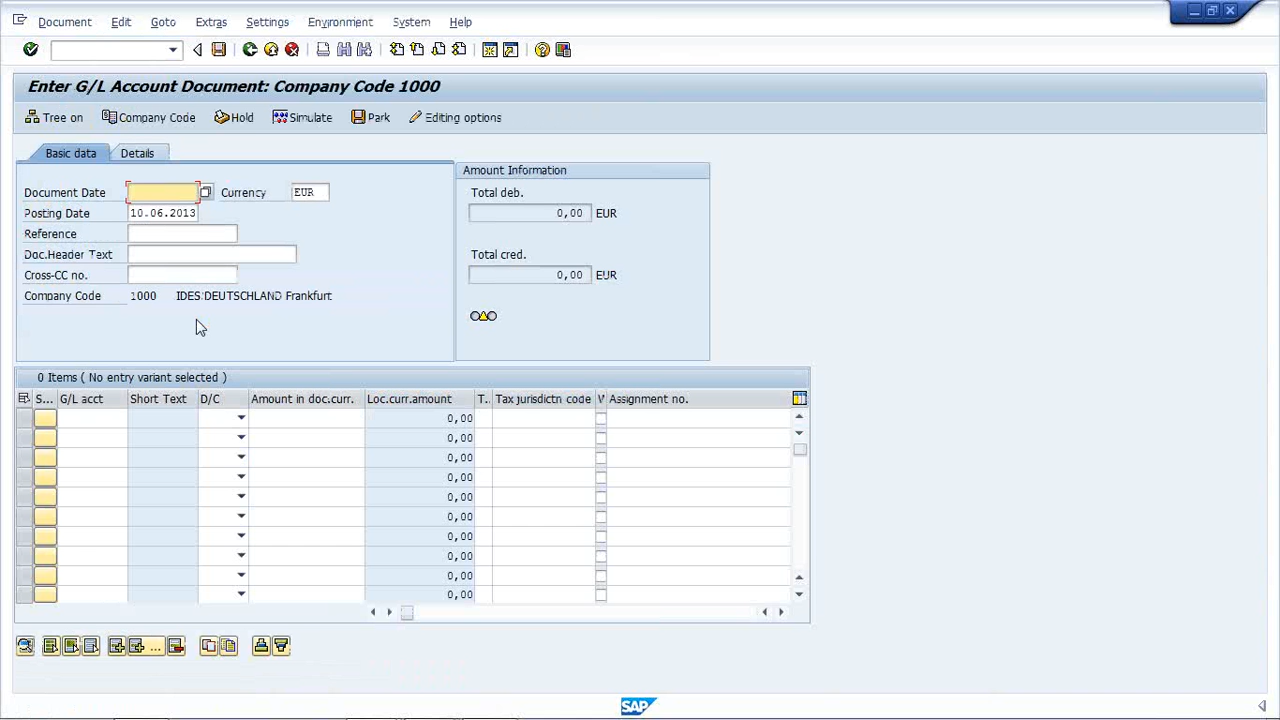 Document Edit Goto Extras Settings Environment System Help
Enter G/L Account Document: Company Code 1000
Tree on Company Code Hold Simulate Park Editing options
Basic data Details
Amount Information
Document Date Currency EUR
Total deb.
Posting Date 10.06.2013
0,00 EUR
Reference
Doc.Header Text
Total cred.
Cross-CC no.
0,00 EUR
Company Code 1000 IDES DEUTSCHLAND Frankfurt
0 Items ( No entry variant selected )
S... G/L acct Short Text D/C Amount in doc.curr. Loc.curr.amount T.. Tax jurisdictn code V Assignment no.
0,00
0,00
0,00
0,00
0,00
0,00
0,00
0,00
0,00
0,00
SAP